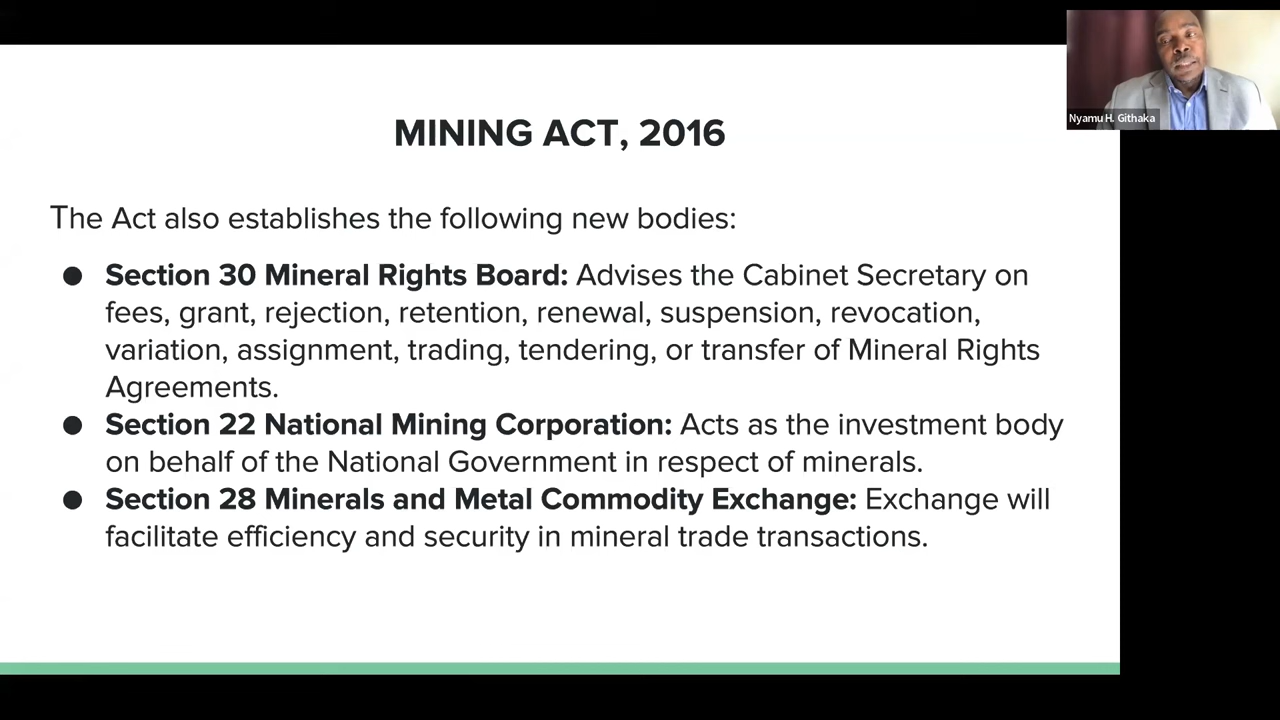 MINING ACT, 2016
The Act also establishes the following new bodies:
● Section 30 Mineral Rights Board: Advises the Cabinet Secretary on
fees, grant, rejection, retention, renewal, suspension, revocation,
variation, assignment, trading, tendering, or transfer of Mineral Rights
Agreements.
● Section 22 National Mining Corporation: Acts as the investment body
on behalf of the National Government in respect of minerals.
● Section 28 Minerals and Metal Commodity Exchange: Exchange will
facilitate efficiency and security in mineral trade transactions.
Nyamu H. Githaka